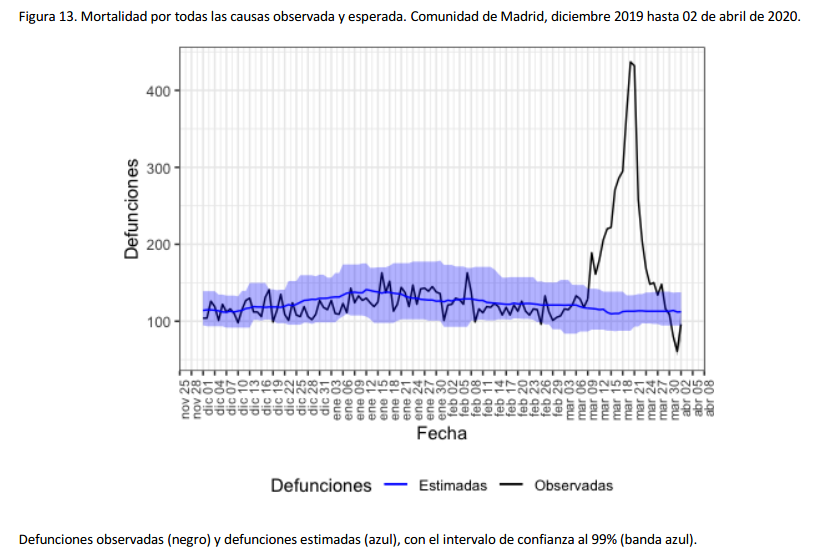 Figura 13. Mortalidad por todas las causas observada y esperada. Comunidad de Madrid, diciembre 2019 hasta 02 de abril de 2020.
Defunciones
400
300
200
100
nov 25
nov 28
dic 01
dic 04
dic 07
dic 10
dic 13
dic 16
dic 19
dic 22
dic 25
dic 28
dic 31
ene 03
ene 06
ene 09
ene 12
ene 15
ene 18
ene 21
ene 24
ene 27
ene 30
feb 02
feb 05
feb 08
feb 11
feb 14
feb 17
feb 20
feb 23
feb 26
feb 29
mar 03
mar 06
mar 09
mar 12
mar 15
mar 18
mar 21
mar 24
mar 27
mar 30
abr 02
abr 05
abr 08
Fecha
Defunciones Estimadas Observadas
Defunciones observadas (negro) y defunciones estimadas (azul), con el intervalo de confianza al 99% (banda azul).